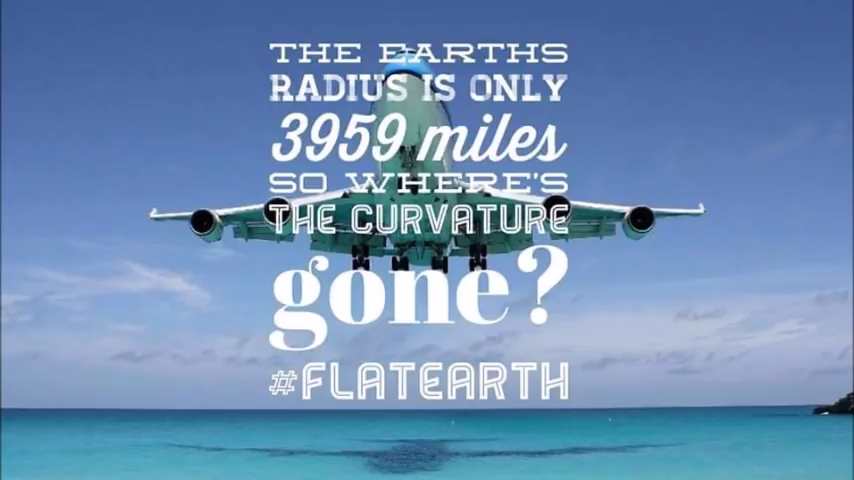 THE EARTHS
RADIUS IS ONLY
3959 miles
SO WHERE'S
THE CURVATURE
gone?
#FLATEARTH